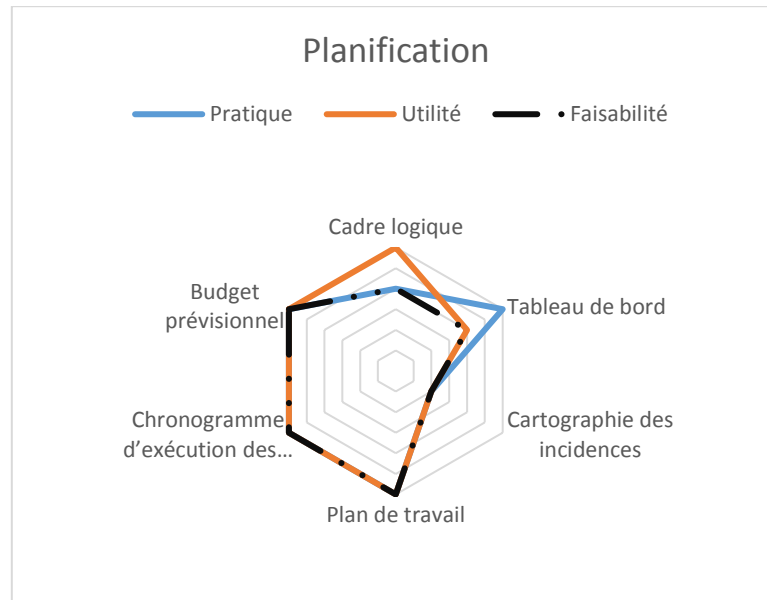 Planification
Pratique Utilité Faisabilité
Cadre logique
Tableau de bord
Cartographie des
incidences
Plan de travail
Chronogramme
d’exécution des…
Budget
prévisionnel